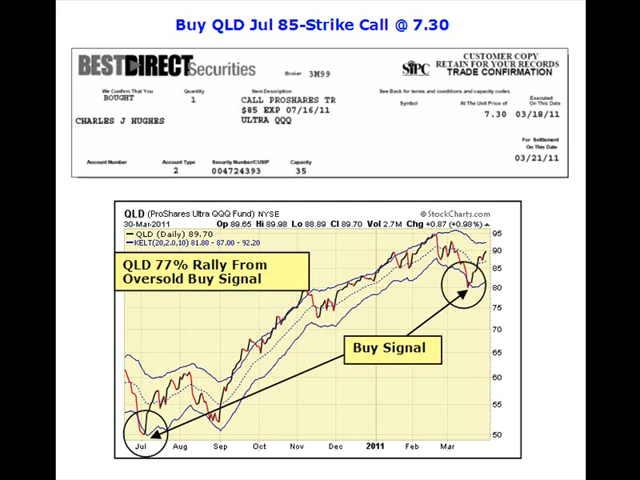 Buy QLD Jul 85-Strike Call @ 7.30
BESTDIRECT Securities
Broker 3M99
SIPC
CUSTOMER COPY
RETAIN FOR YOUR RECORDS
TRADE CONFIRMATION
We Confirm That You
BOUGHT
Quantity
1
Item Description
CALL PROSHARES TR
$85 EXP 07/16/11
ULTRA QQQ
See Back for terms and conditions and capacity codes.
Symbol
At The Unit Price of
7.30
Executed
On This Date
03/18/11
CHARLES J HUGHES
For Settlement
On This Date
03/21/11
Account Number
Account Type
2
Security Number/CUSIP
004724393
Capacity
35
QLD (ProShares Ultra QQQ Fund) NYSE
© StockCharts.com
30-Mar-2011
Op 89.65 Hi 89.98 Lo 88.89 Cl 89.70 Vol 2.7M Chg +0.87 (+0.98%)
QLD (Daily) 89.70
KELT(20,2.0,10) 81.80 - 87.00 - 92.20
QLD 77% Rally From
Oversold Buy Signal
Buy Signal
95
90
85
80
75
70
65
60
55
50
Jul Aug Sep Oct Nov Dec 2011 Feb Mar